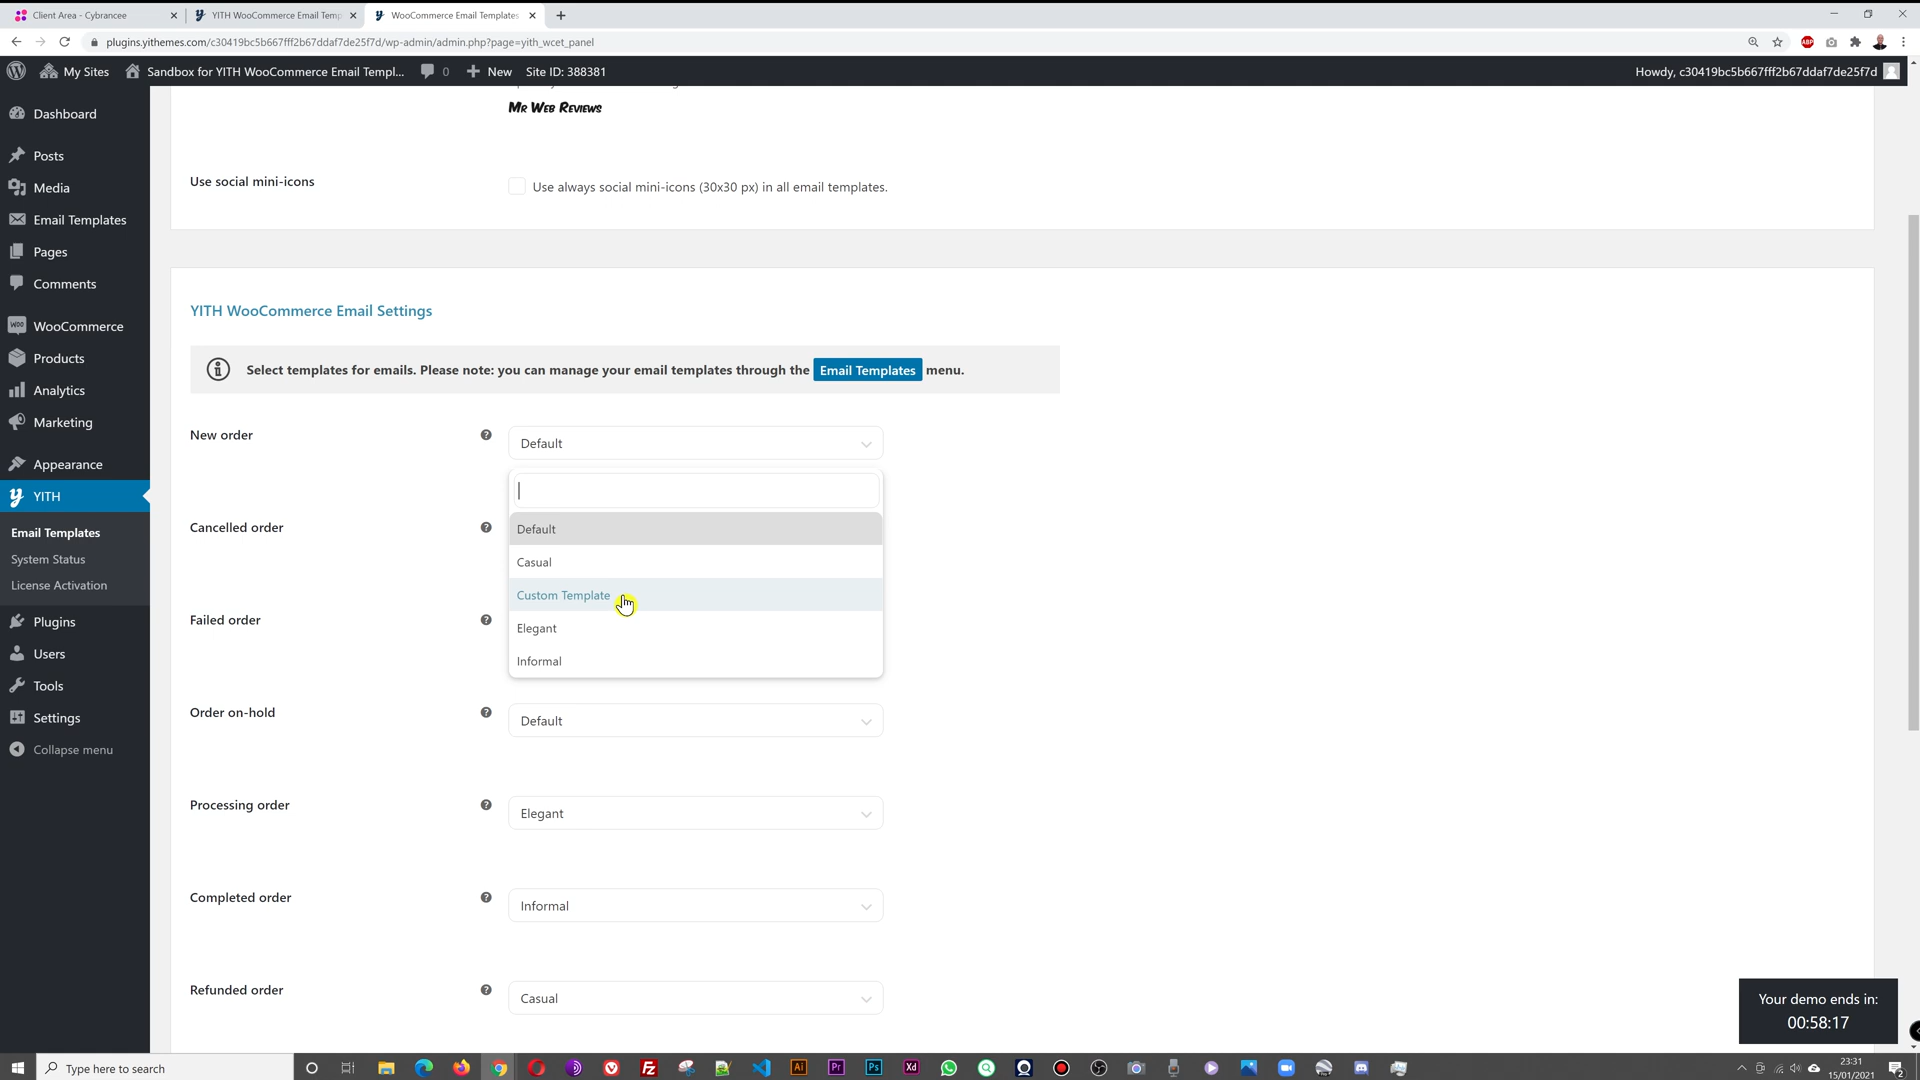 Client Area - Cybrancee
YITH WooCommerce Email Temp
WooCommerce Email Templates
plugins.yithemes.com/c30419bc5b667fff2b67ddaf7de25f7d/wp-admin/admin.php?page=yith_wcet_panel
My Sites
Sandbox for YITH WooCommerce Email Templ...
0
New
Site ID: 388381
Howdy, c30419bc5b667fff2b67ddaf7de25f7d
Dashboard
Posts
Media
Email Templates
Pages
Comments
WooCommerce
Products
Analytics
Marketing
Appearance
YITH
Email Templates
System Status
License Activation
Plugins
Users
Tools
Settings
Collapse menu
Mr Web Reviews
Use social mini-icons
Use always social mini-icons (30x30 px) in all email templates.
YITH WooCommerce Email Settings
Select templates for emails. Please note: you can manage your email templates through the Email Templates menu.
New order
Default
Default
Casual
Custom Template
Elegant
Informal
Cancelled order
Failed order
Order on-hold
Default
Processing order
Elegant
Completed order
Informal
Refunded order
Casual
Your demo ends in:
00:58:17
Type here to search
23:31
15/01/2021